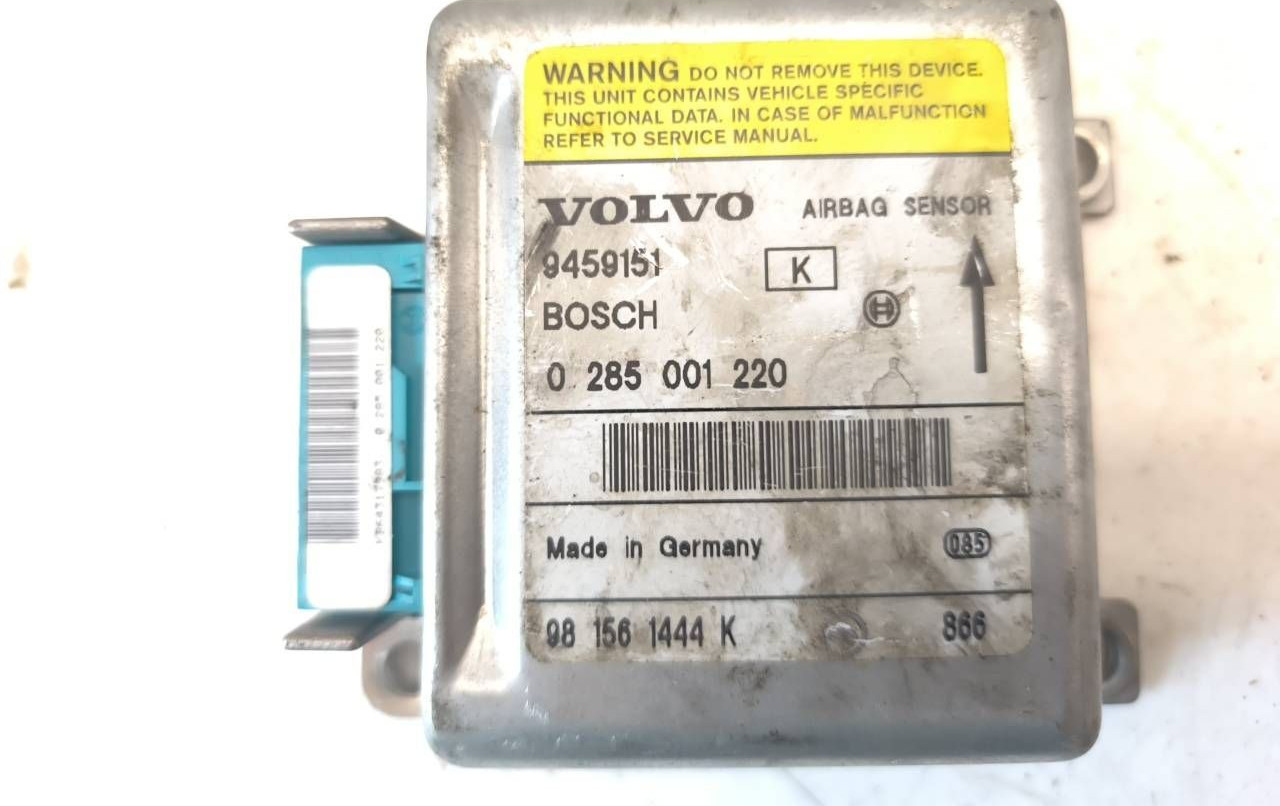 WARNING DO NOT REMOVE THIS DEVICE.
THIS UNIT CONTAINS VEHICLE SPECIFIC
FUNCTIONAL DATA. IN CASE OF MALFUNCTION
REFER TO SERVICE MANUAL.
VOLVO AIRBAG SENSOR
9459151 K
BOSCH
0 285 001 220
Made in Germany 085
98 156 1444 K 866
001 220